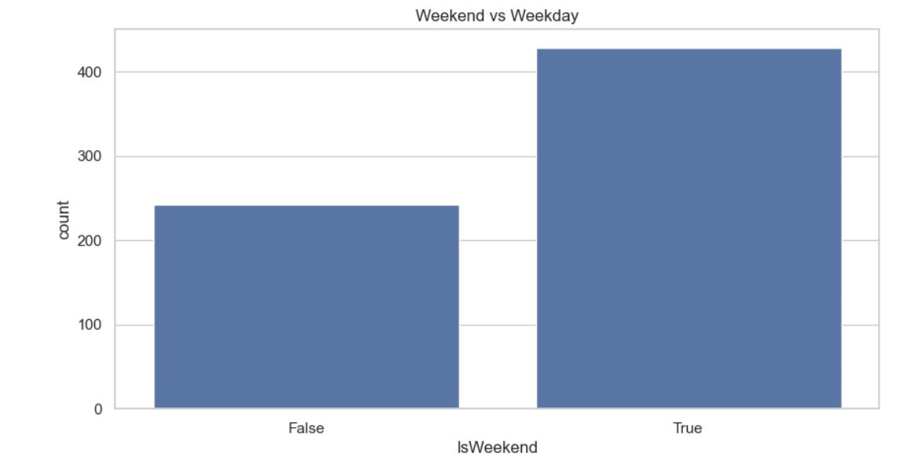 Weekend vs Weekday
400
300
200
100
0
count
False True
IsWeekend